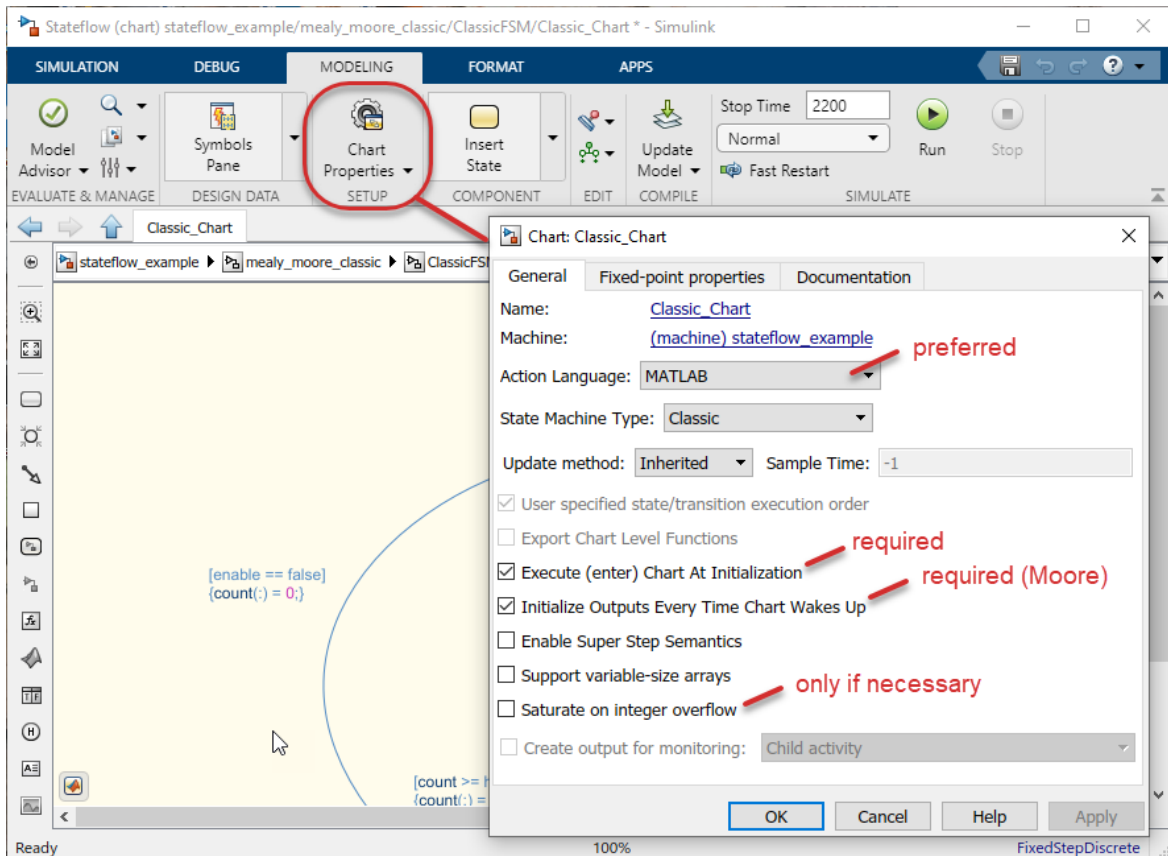 Stateflow (chart) stateflow_example/mealy_moore_classic/ClassicFSM/Classic_Chart * - Simulink
SIMULATION DEBUG MODELING FORMAT APPS
Model Advisor
Symbols Pane
Chart Properties
Insert State
Update Model
Stop Time 2200
Normal
Fast Restart
Run
Stop
EVALUATE & MANAGE DESIGN DATA SETUP COMPONENT EDIT COMPILE SIMULATE
Classic_Chart
stateflow_example mealy_moore_classic ClassicFSM
[enable == false]
{count(:) = 0;}
[count >=
{count(:) =
Chart: Classic_Chart
General Fixed-point properties Documentation
Name: Classic_Chart
Machine: (machine) stateflow_example
preferred
Action Language: MATLAB
State Machine Type: Classic
Update method: Inherited Sample Time: -1
User specified state/transition execution order
Export Chart Level Functions
required
Execute (enter) Chart At Initialization
required (Moore)
Initialize Outputs Every Time Chart Wakes Up
Enable Super Step Semantics
Support variable-size arrays
only if necessary
Saturate on integer overflow
Create output for monitoring: Child activity
OK Cancel Help Apply
Ready 100% FixedStepDiscrete